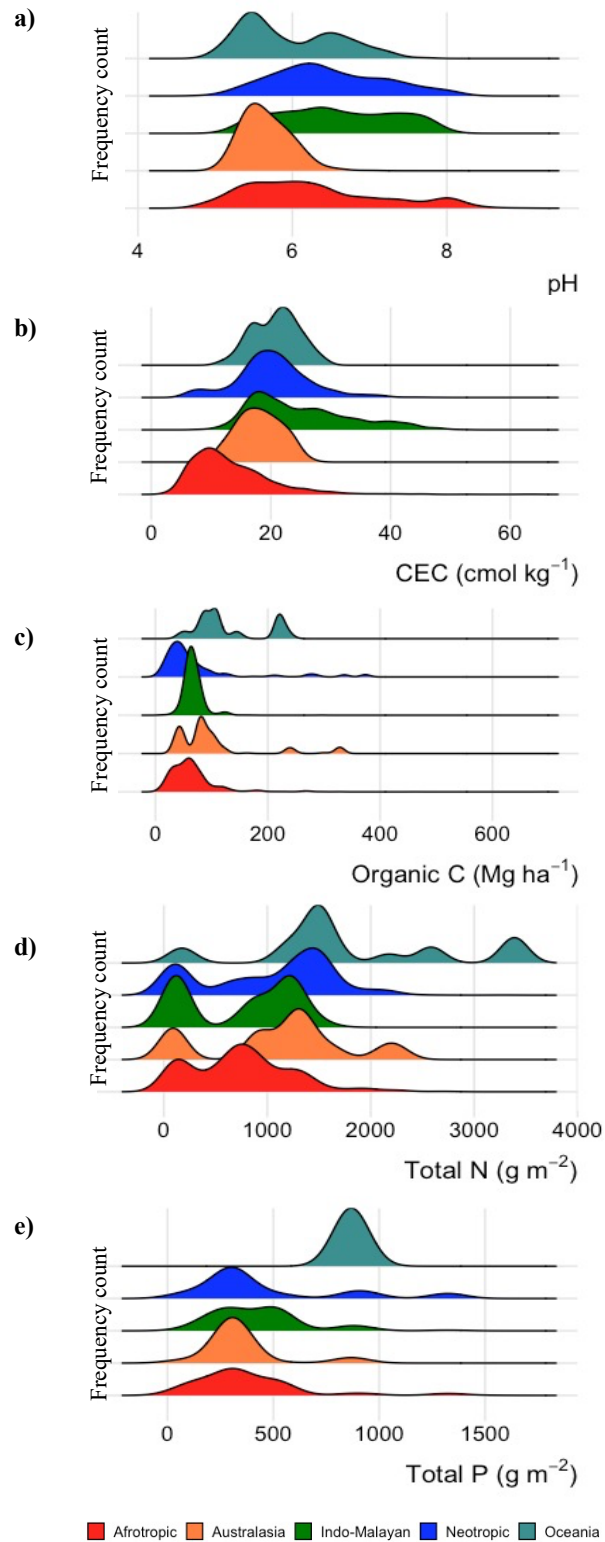 a)
Frequency count
4 6 8
pH
b)
Frequency count
0 20 40 60
CEC (cmol kg⁻¹)
c)
Frequency count
0 200 400 600
Organic C (Mg ha⁻¹)
d)
Frequency count
0 1000 2000 3000 4000
Total N (g m⁻²)
e)
Frequency count
0 500 1000 1500
Total P (g m⁻²)
Afrotropic Australasia Indo-Malayan Neotropic Oceania